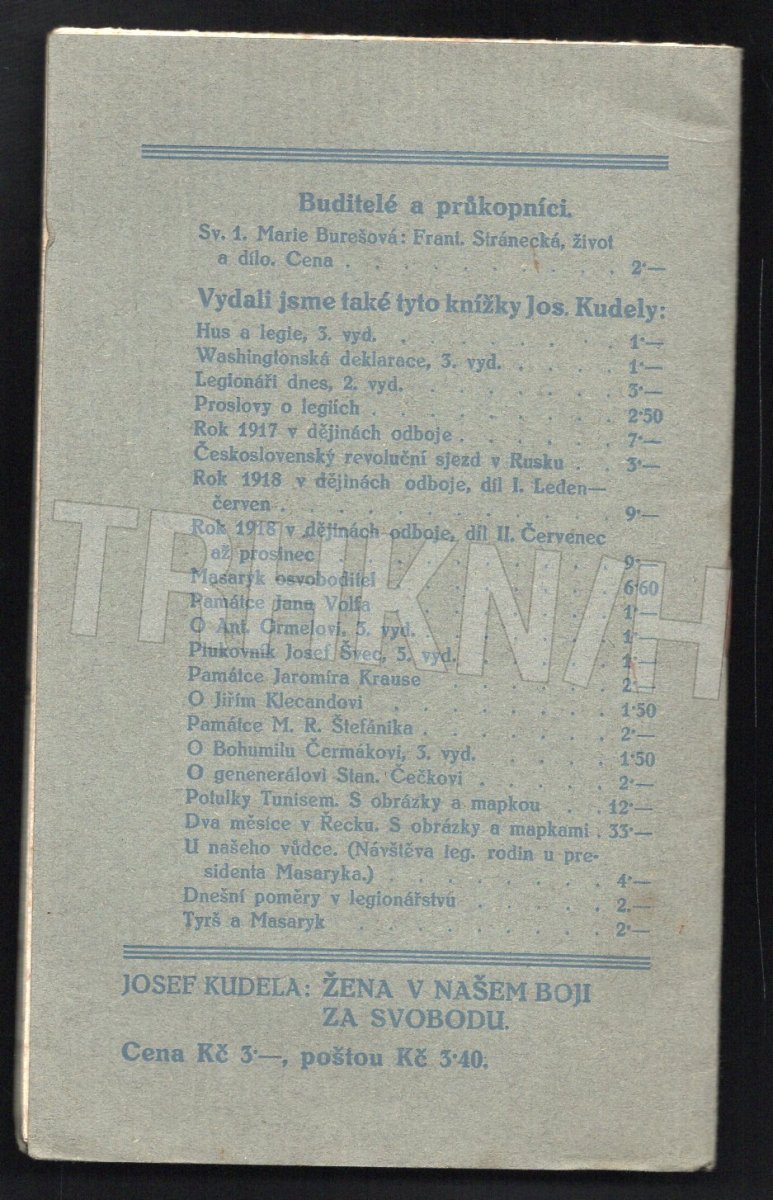 Buditelé a průkopníci.
Sv. 1. Marie Burešová: Frant. Stránecká, život
a dílo. Cena . . . . . . . . . . 2·—
Vydali jsme také tyto knížky Jos. Kudely:
Hus a legie, 3. vyd. . . . . . . . . 1·—
Washingtonská deklarace, 3. vyd. . . . . 1·—
Legionáři dnes, 2. vyd. . . . . . . . 3·—
Proslovy o legiích . . . . . . . . . 2·50
Rok 1917 v dějinách odboje . . . . . . 7·—
Československý revoluční sjezd v Rusku . . 3·—
Rok 1918 v dějinách odboje, díl I. Leden—
červen . . . . . . . . . . . . 9·—
Rok 1918 v dějinách odboje, díl II. Červenec
až prosinec . . . . . . . . . . 9·—
Masaryk osvoboditel . . . . . . . . 6·60
Památce Jana Volfa . . . . . . . . 1·—
O Ant. Grmelovi, 3. vyd. . . . . . . . 1·—
Plukovník Josef Švec, 5. vyd. . . . . . . 1·—
Památce Jaromíra Krause . . . . . . 2·—
O Jiřím Klecandovi . . . . . . . . 1·50
Památce M. R. Štefánika . . . . . . . 2·—
O Bohumilu Čermákovi, 3. vyd. . . . . . 1·50
O genenerálovi Stan. Čečkovi . . . . . 2·—
Potulky Tunisem. S obrázky a mapkou . . 12·—
Dva měsíce v Řecku. S obrázky a mapkami . 33·—
U našeho vůdce. (Návštěva leg. rodin u pre-
sidenta Masaryka.) . . . . . . . . 4·—
Dnešní poměry v legionářstvu . . . . . 2.—
Tyrš a Masaryk . . . . . . . . . 2·—
JOSEF KUDELA: ŽENA V NAŠEM BOJI
ZA SVOBODU.
Cena Kč 3·—, poštou Kč 3·40.
TRHKNIH